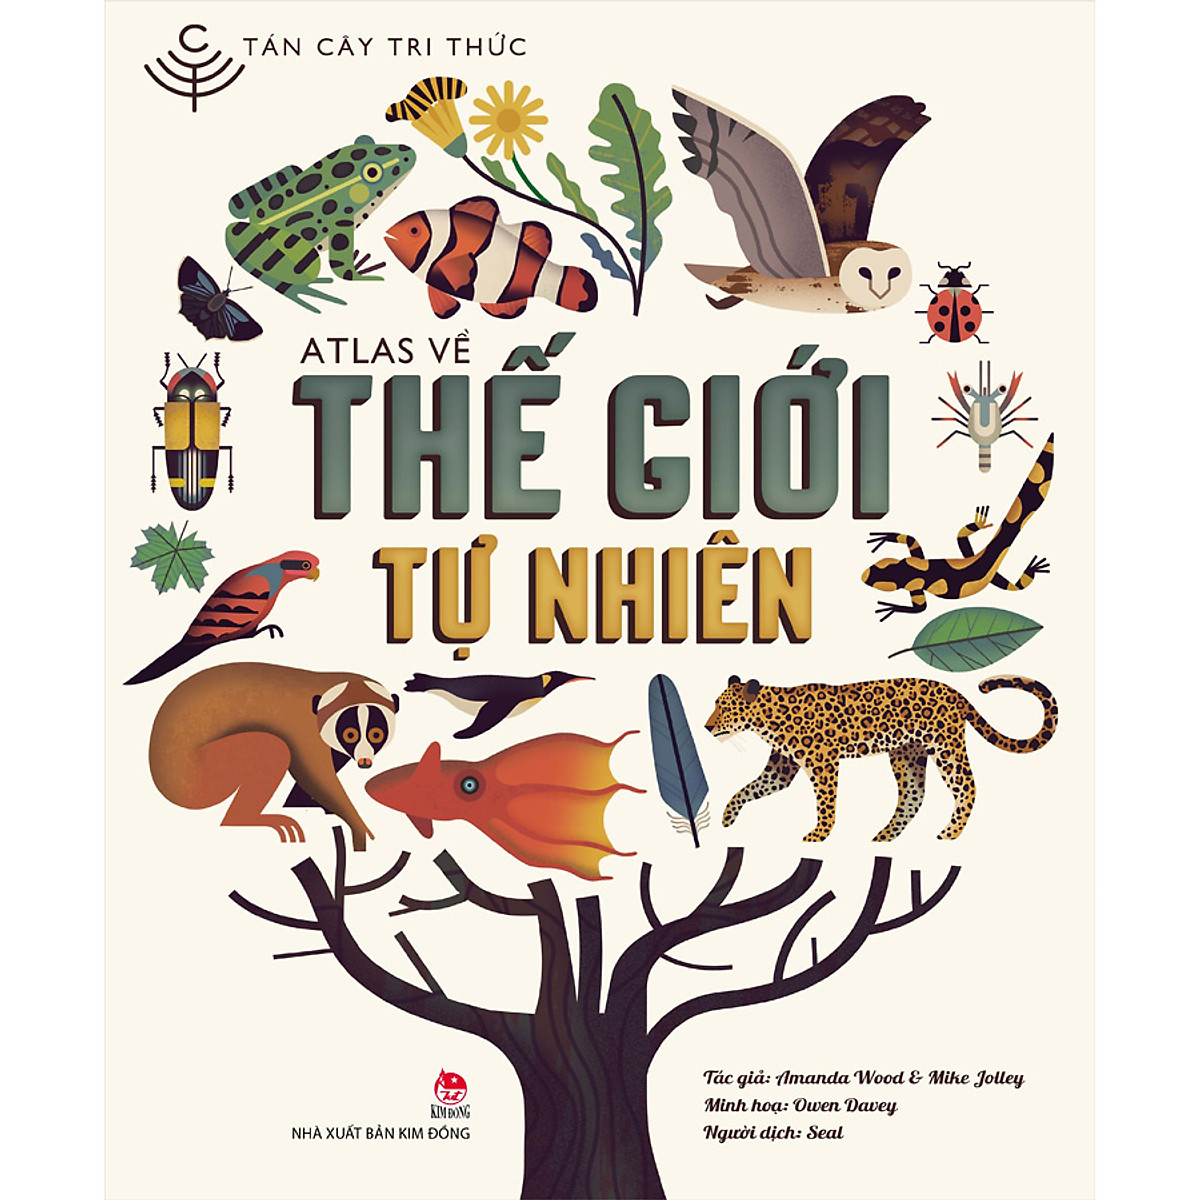 TÁN CÂY TRI THỨC
ATLAS VỀ
THẾ GIỚI
TỰ NHIÊN
Tác giả: Amanda Wood & Mike Jolley
Minh hoạ: Owen Davey
Người dịch: Seal
KIM ĐỒNG
NHÀ XUẤT BẢN KIM ĐỒNG